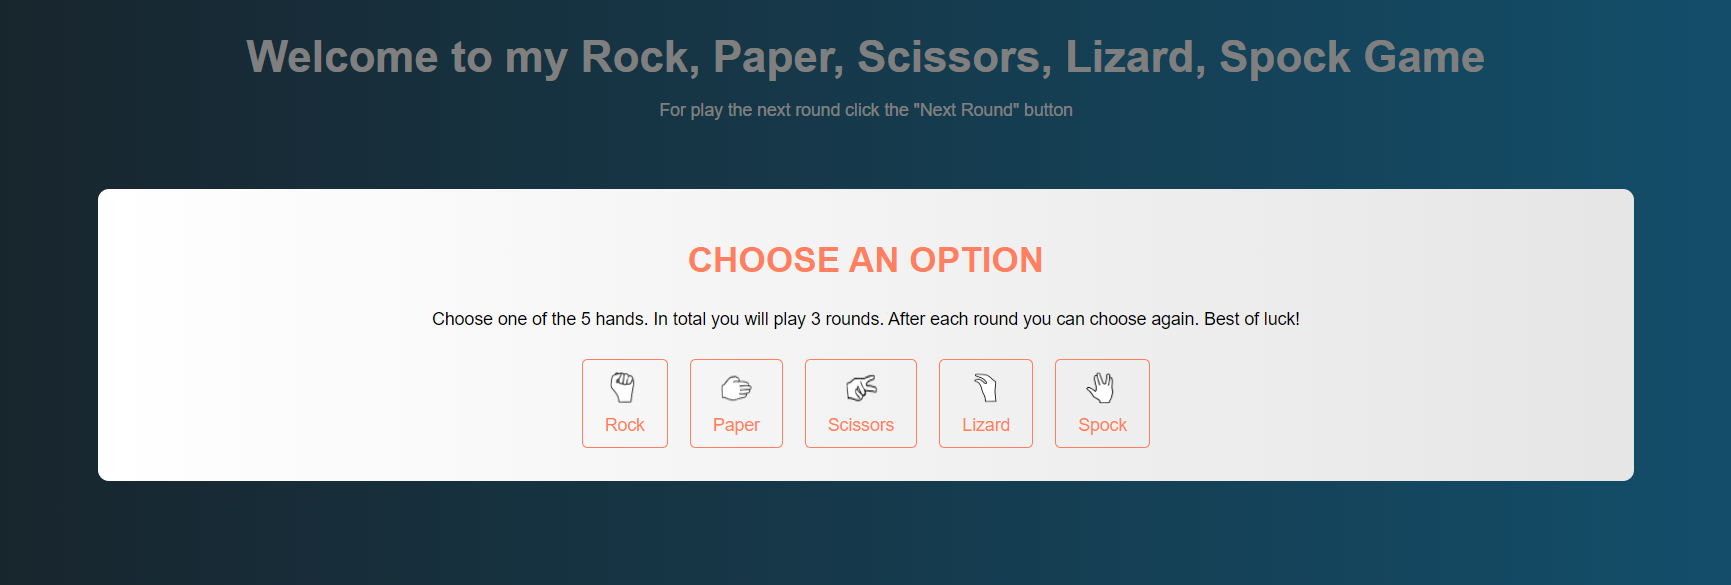 Welcome to my Rock, Paper, Scissors, Lizard, Spock Game
For play the next round click the "Next Round" button
CHOOSE AN OPTION
Choose one of the 5 hands. In total you will play 3 rounds. After each round you can choose again. Best of luck!
Rock
Paper
Scissors
Lizard
Spock